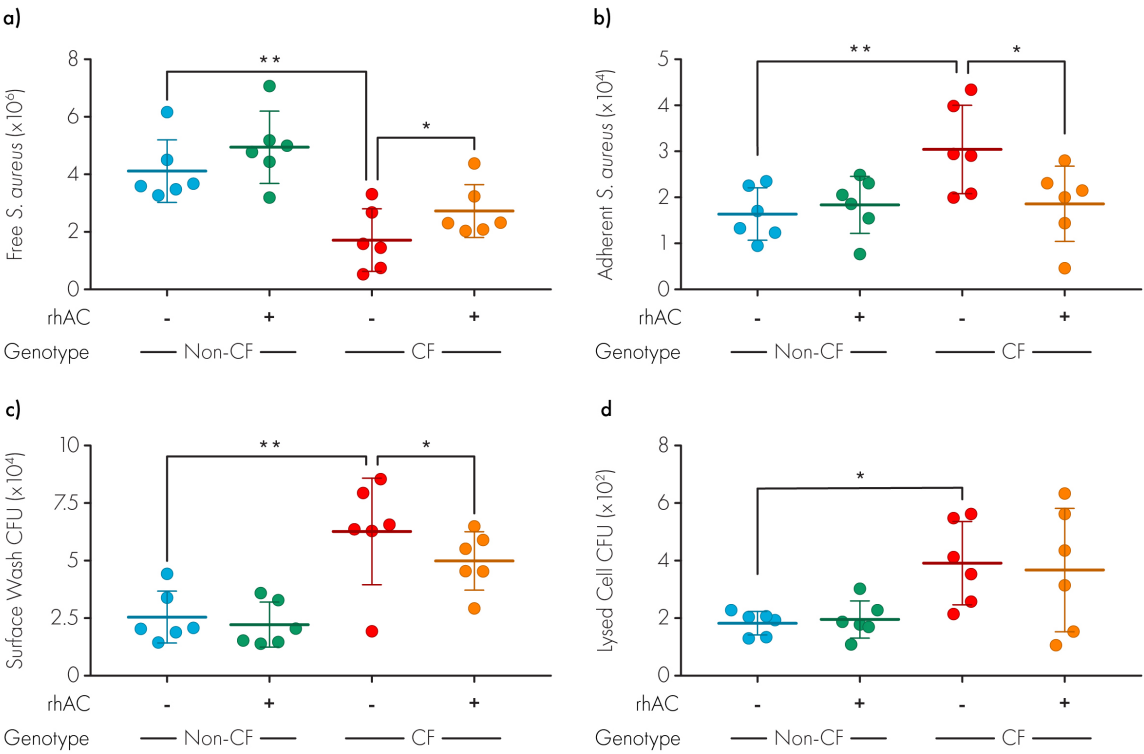 a)
b)
Free S. aureus (x10⁶)
8
6
4
2
0
**
*
Adherent S. aureus (x10⁴)
5
4
3
2
1
0
**
*
rhAC - + - +
Genotype Non-CF CF
rhAC - + - +
Genotype Non-CF CF
c)
d
Surface Wash CFU (x10⁴)
10
7.5
5
2.5
0
**
*
Lysed Cell CFU (x10²)
8
6
4
2
0
*
rhAC - + - +
Genotype Non-CF CF
rhAC - + - +
Genotype Non-CF CF